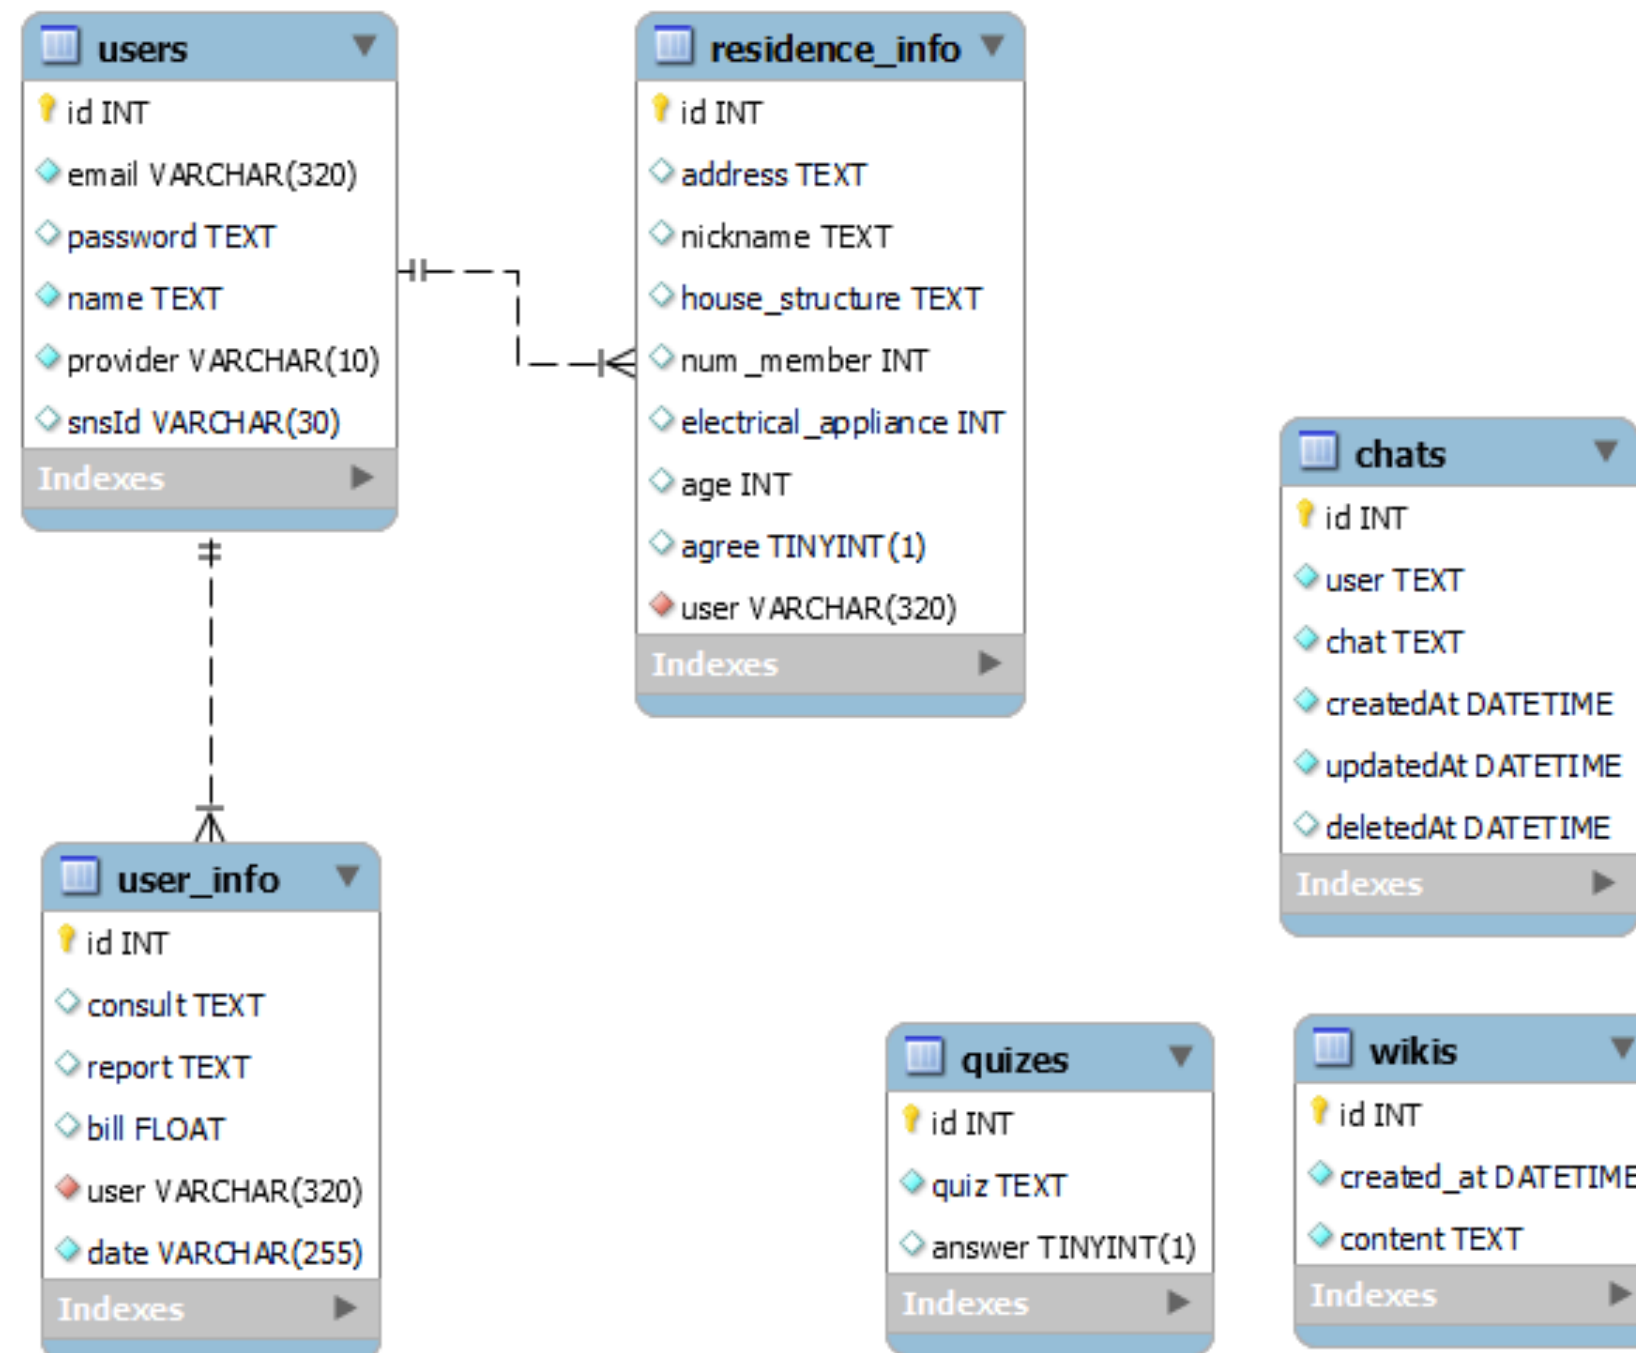 users
id INT
email VARCHAR(320)
password TEXT
name TEXT
provider VARCHAR(10)
snsId VARCHAR(30)
Indexes
residence_info
id INT
address TEXT
nickname TEXT
house_structure TEXT
num_member INT
electrical_appliance INT
age INT
agree TINYINT(1)
user VARCHAR(320)
Indexes
chats
id INT
user TEXT
chat TEXT
createdAt DATETIME
updatedAt DATETIME
deletedAt DATETIME
Indexes
user_info
id INT
consult TEXT
report TEXT
bill FLOAT
user VARCHAR(320)
date VARCHAR(255)
Indexes
quizes
id INT
quiz TEXT
answer TINYINT(1)
Indexes
wikis
id INT
created_at DATETIME
content TEXT
Indexes